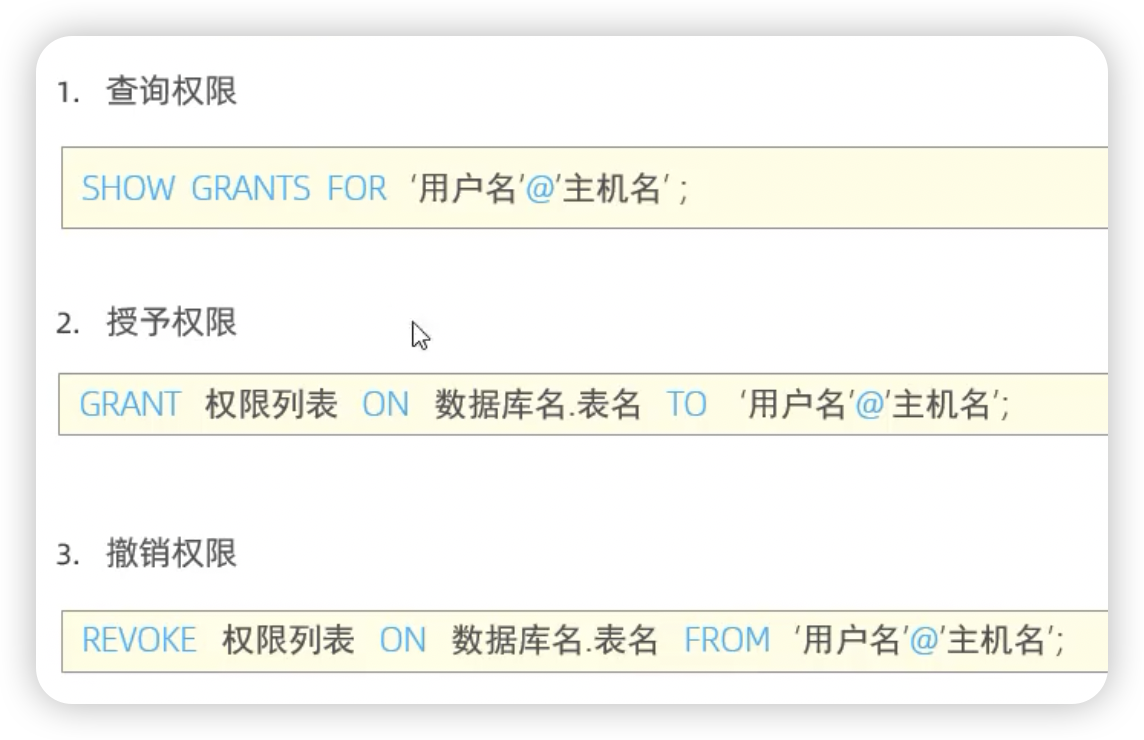 1. 查询权限
SHOW GRANTS FOR '用户名'@'主机名' ;
2. 授予权限
GRANT 权限列表 ON 数据库名.表名 TO '用户名'@'主机名';
3. 撤销权限
REVOKE 权限列表 ON 数据库名.表名 FROM '用户名'@'主机名';